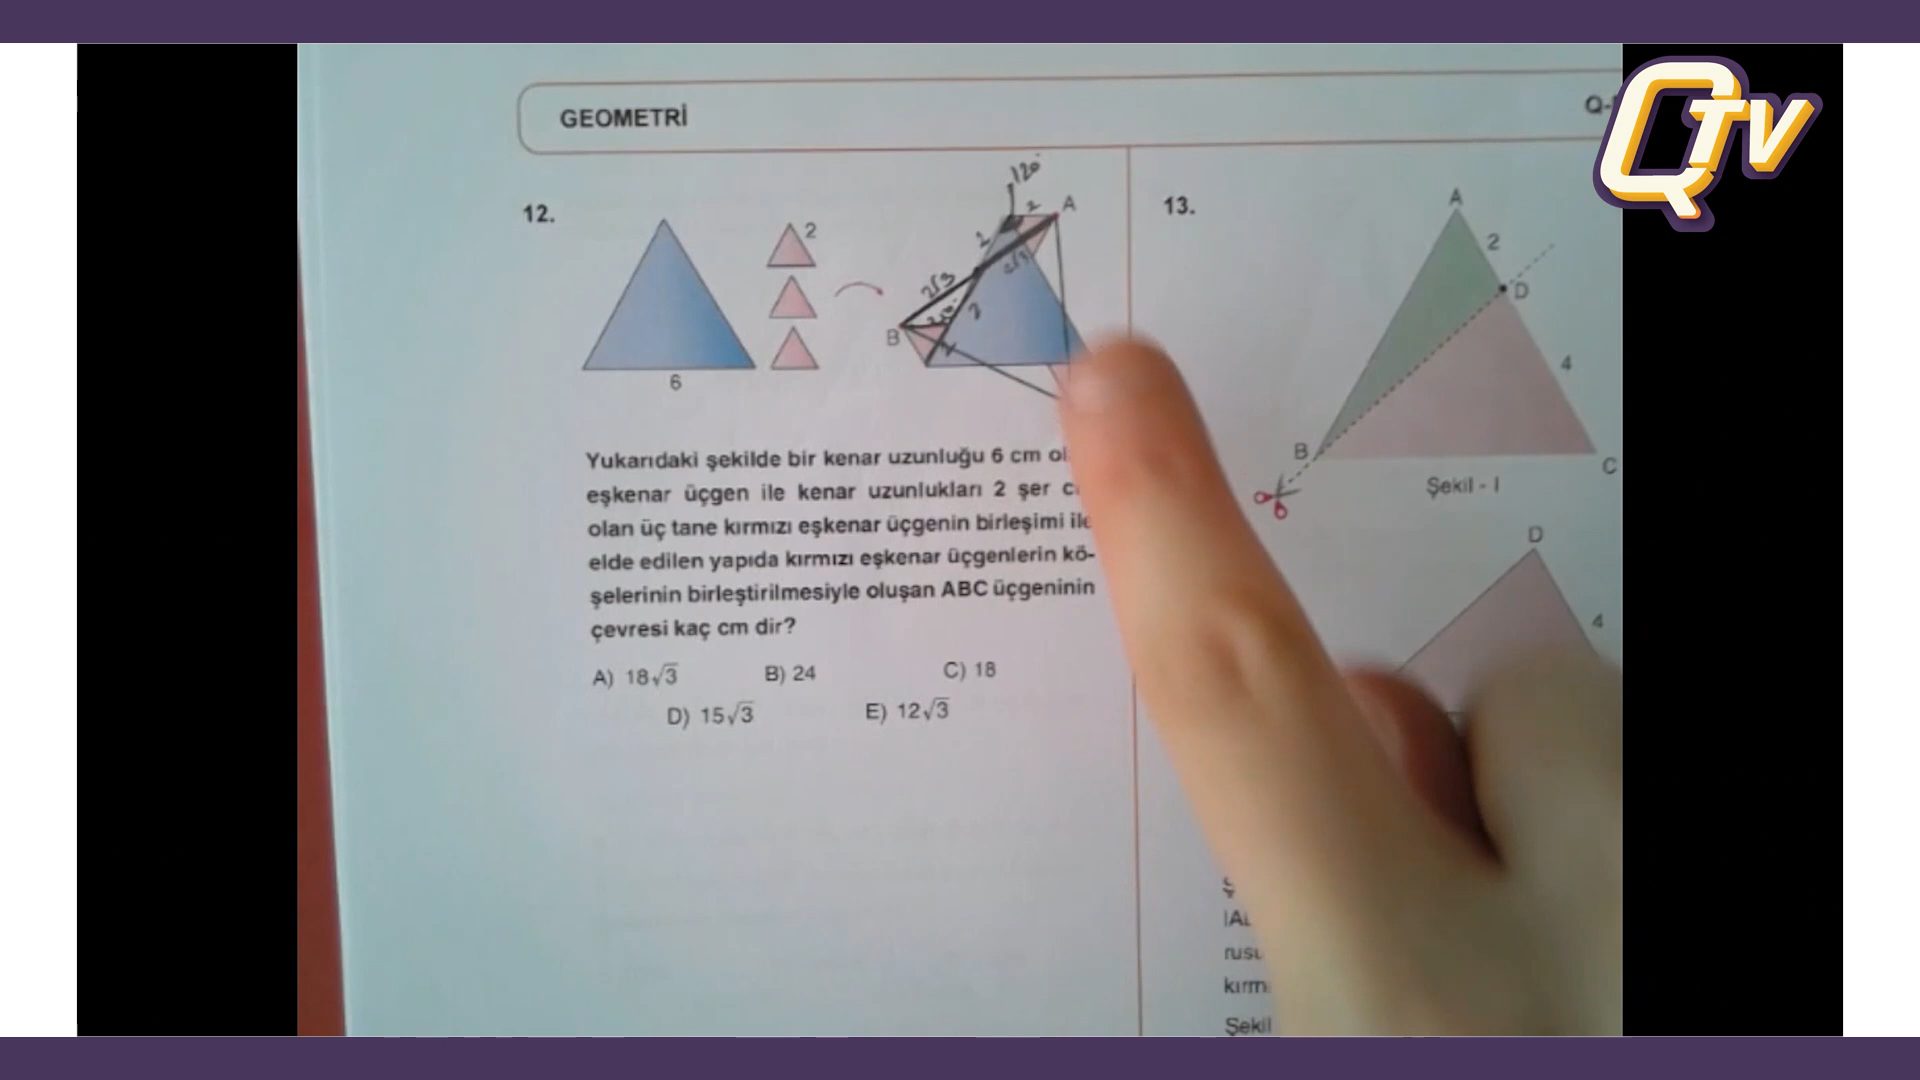 QTV
GEOMETRİ
Q-
12.
2
6
120°
2
A
2
2√3
2√3
B
Yukarıdaki şekilde bir kenar uzunluğu 6 cm
eşkenar üçgen ile kenar uzunlukları 2 şer
olan üç tane kırmızı eşkenar üçgenin birleşimi ile
elde edilen yapıda kırmızı eşkenar üçgenlerin kö-
şelerinin birleştirilmesiyle oluşan ABC üçgeninin
çevresi kaç cm dir?
A) 18√3 B) 24 C) 18
D) 15√3 E) 12√3
13.
A
2
D
4
B
C
Şekil - I
D
4
kırm
Şekil